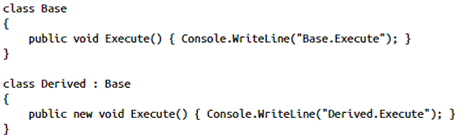 class Base
{
    public void Execute() { Console.WriteLine("Base.Execute"); }
}

class Derived : Base
{
    public new void Execute() { Console.WriteLine("Derived.Execute"); }
}